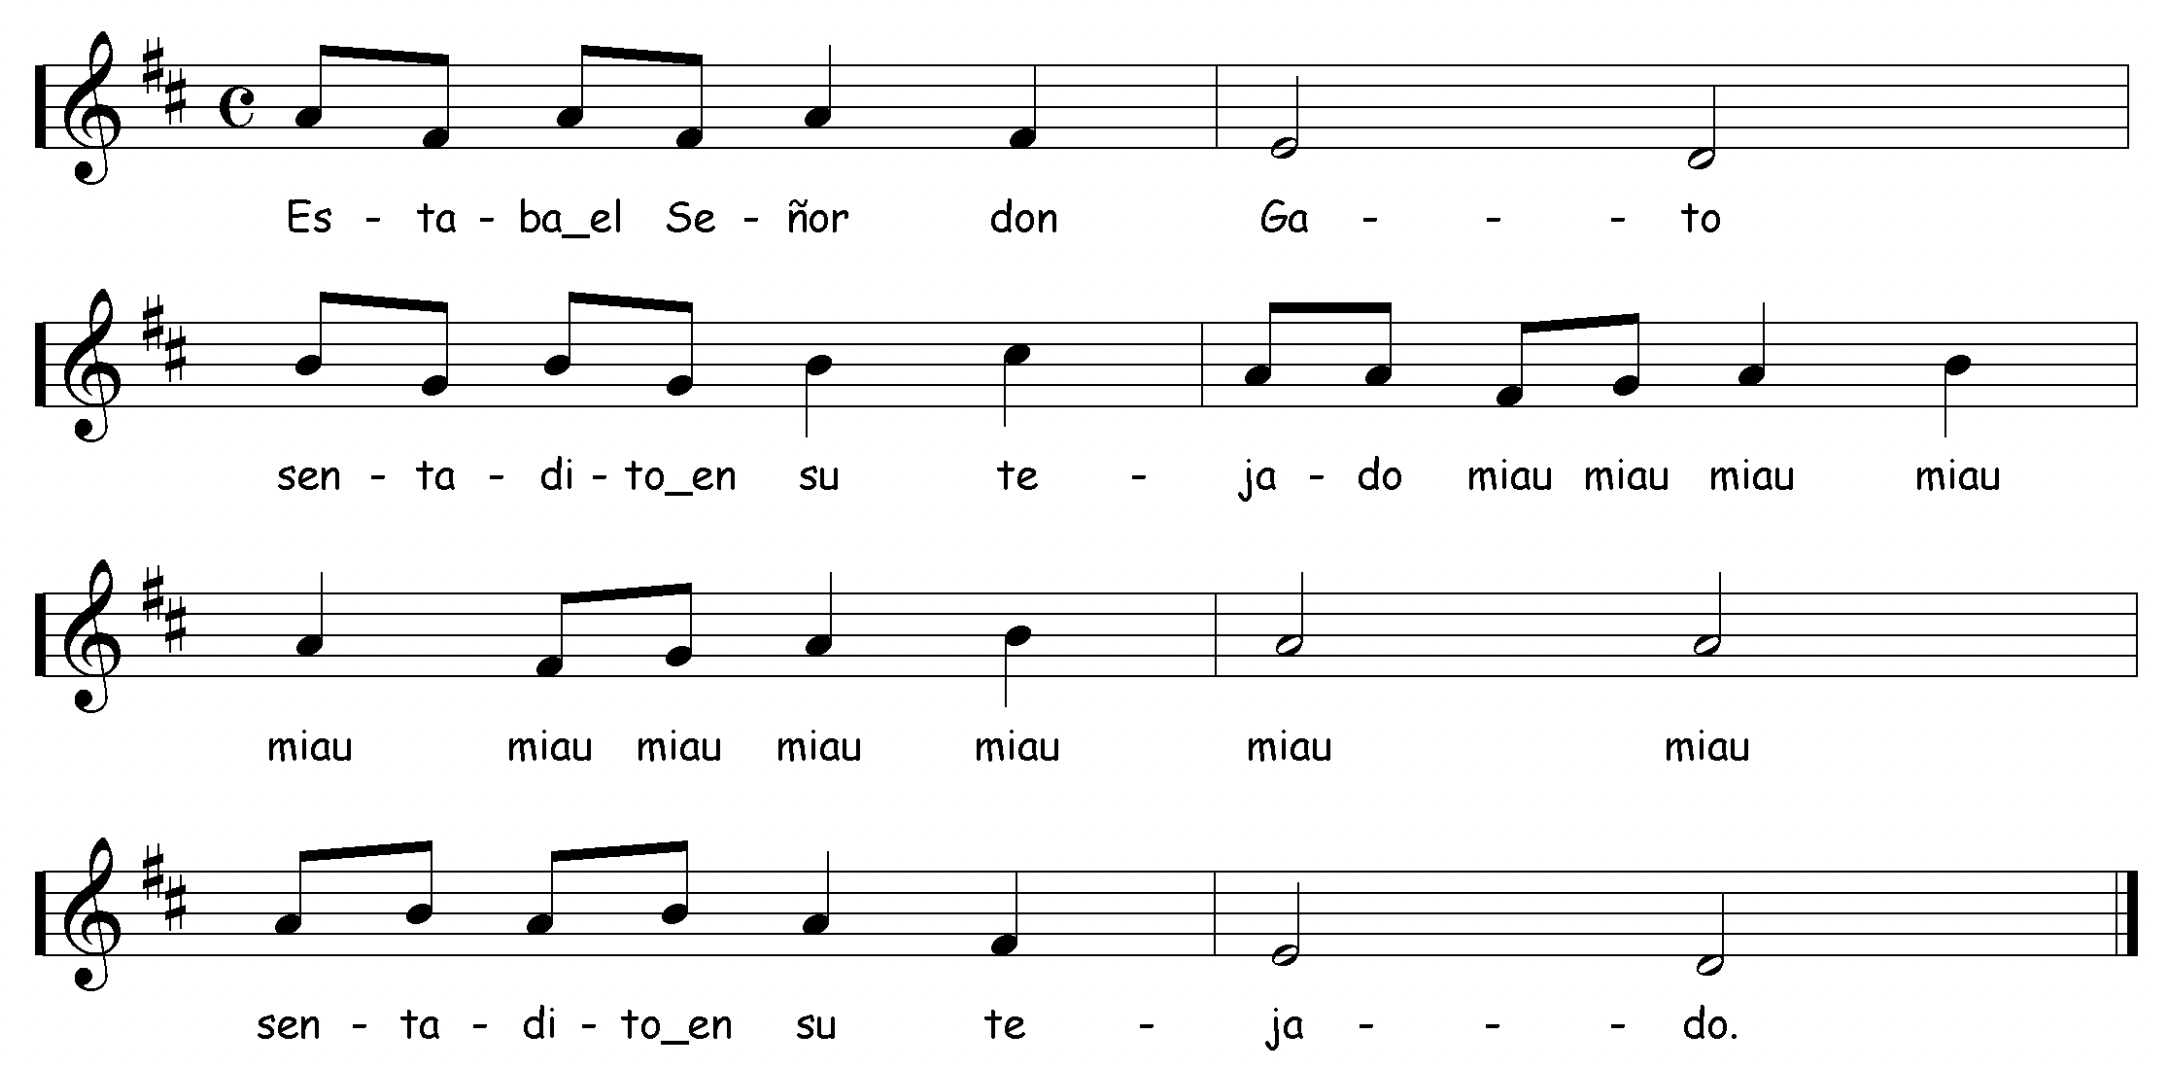 Es - ta - ba_el Se - ñor don Ga - - - to
sen - ta - di - to_en su te - ja - do miau miau miau miau
miau miau miau miau miau miau miau
sen - ta - di - to_en su te - ja - - - do.